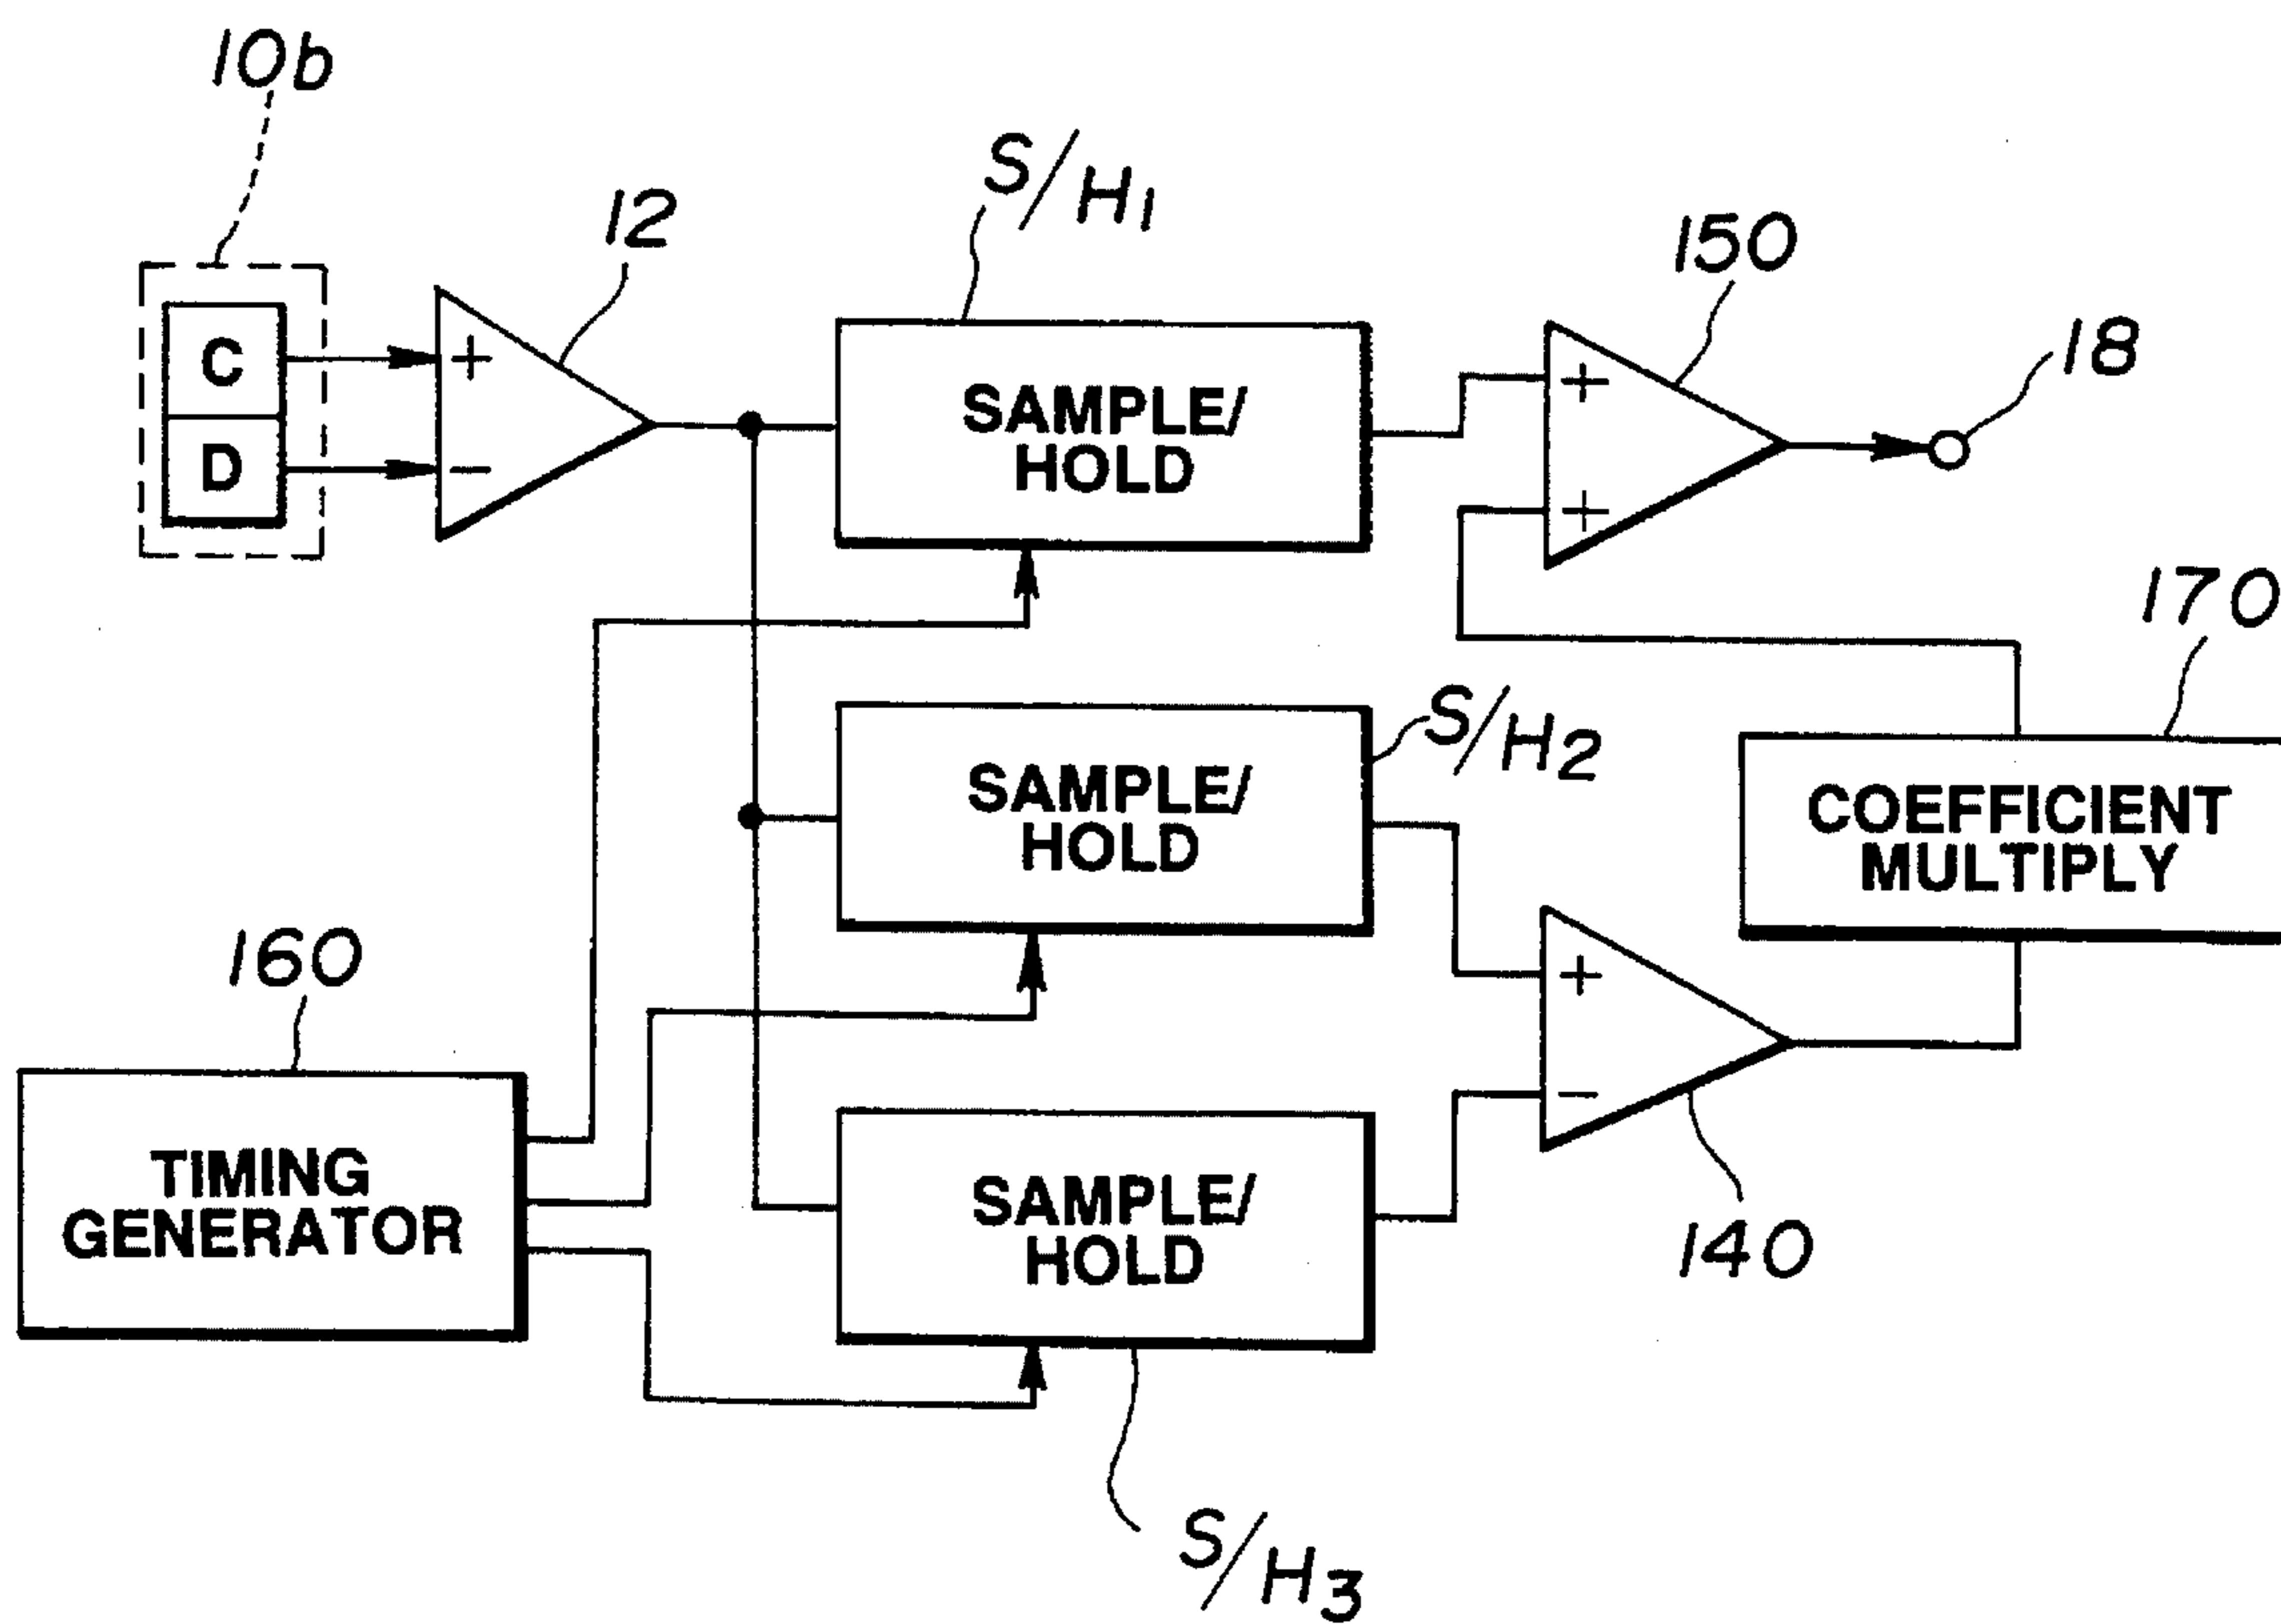 10b
12
S/H1
150
18
C
+
D
−
SAMPLE/
HOLD
+
+
170
S/H2
SAMPLE/
HOLD
COEFFICIENT
MULTIPLY
160
+
−
TIMING
GENERATOR
SAMPLE/
HOLD
140
S/H3